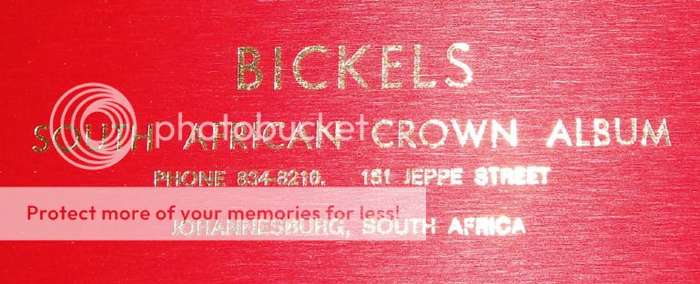 BICKELS
photobucket
SOUTH AFRICAN CROWN ALBUM
PHONE 834-8210. 151 JEPPE STREET
Protect more of your memories for less!
JOHANNESBURG, SOUTH AFRICA